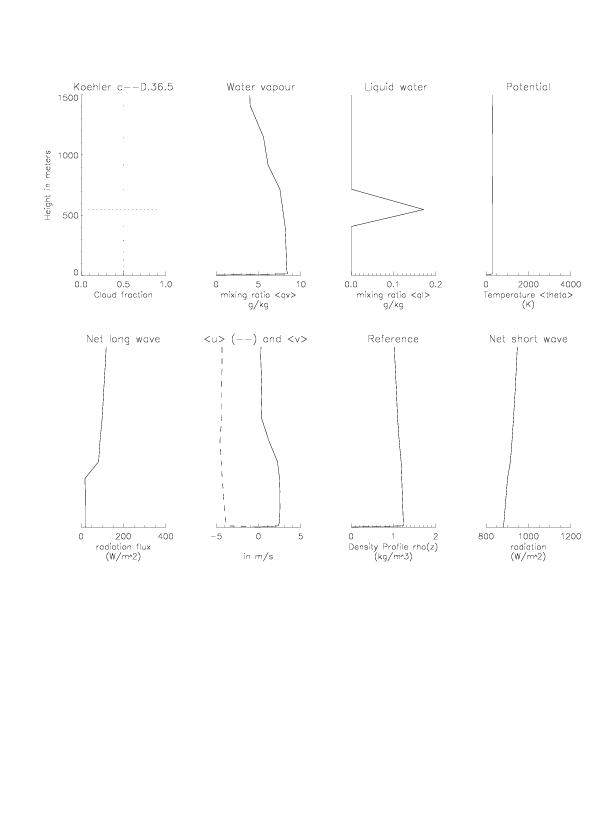 Koehler c--D.36.5
Water vapour
Liquid water
Potential
1500
1000
500
0
Height in meters
0.0 0.5 1.0
0 5 10
0.0 0.1 0.2
0 2000 4000
Cloud fraction
mixing ratio <qv>
g/kg
mixing ratio <ql>
g/kg
Temperature <theta>
(K)
Net long wave
<u> (--) and <v>
Reference
Net short wave
0 200 400
-5 0 5
0 1 2
800 1000 1200
radiation flux
(W/m^2)
in m/s
Density Profile rho(z)
(kg/m^3)
radiation
(W/m^2)